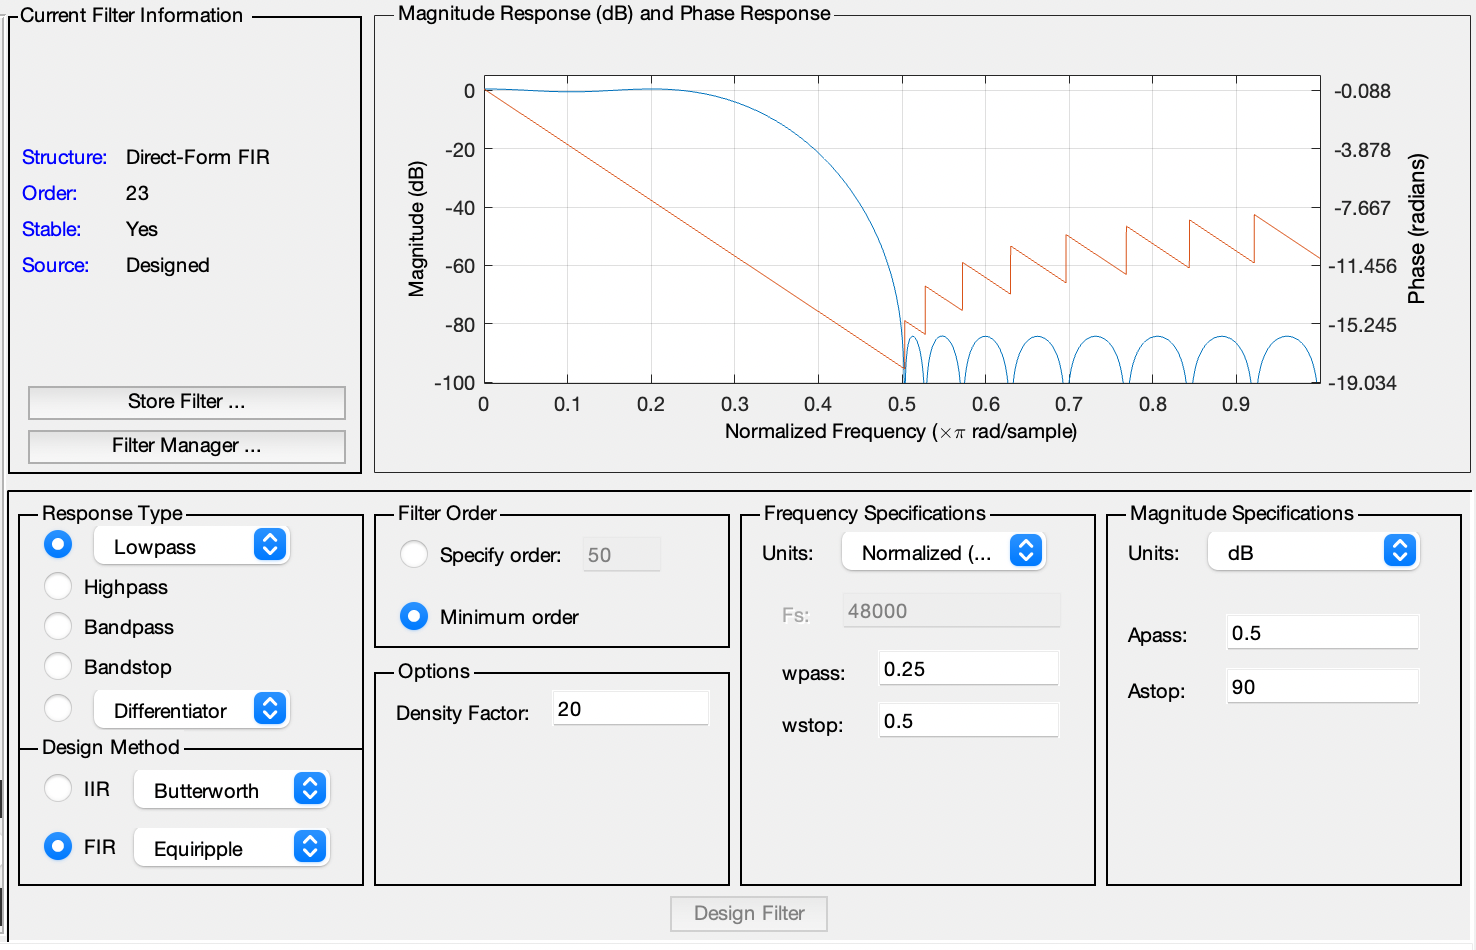 Current Filter Information
Structure: Direct-Form FIR
Order: 23
Stable: Yes
Source: Designed
Store Filter ...
Filter Manager ...
Magnitude Response (dB) and Phase Response
Magnitude (dB)
0
-20
-40
-60
-80
-100
0 0.1 0.2 0.3 0.4 0.5 0.6 0.7 0.8 0.9
Normalized Frequency (×π rad/sample)
-0.088
-3.878
-7.667
-11.456
-15.245
-19.034
Phase (radians)
Response Type
Lowpass
Highpass
Bandpass
Bandstop
Differentiator
Design Method
IIR Butterworth
FIR Equiripple
Filter Order
Specify order: 50
Minimum order
Options
Density Factor: 20
Frequency Specifications
Units: Normalized (...
Fs: 48000
wpass: 0.25
wstop: 0.5
Magnitude Specifications
Units: dB
Apass: 0.5
Astop: 90
Design Filter